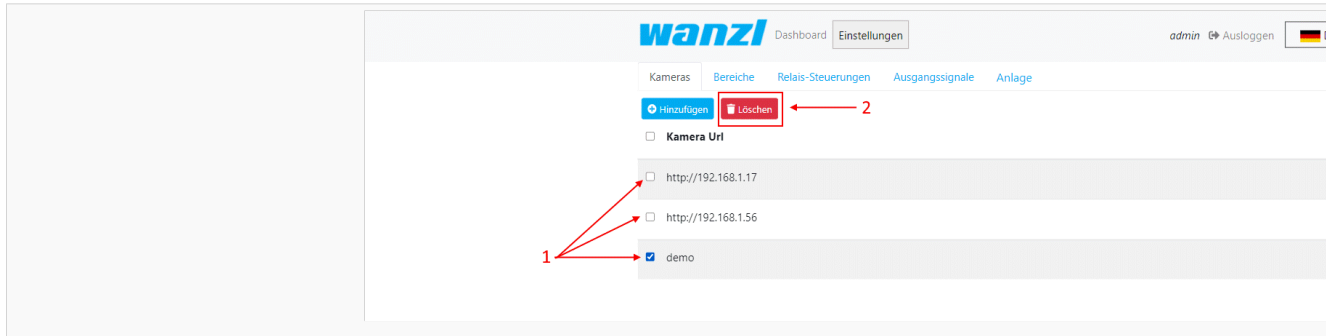 wanzl Dashboard Einstellungen admin Ausloggen
Kameras Bereiche Relais-Steuerungen Ausgangssignale Anlage
Hinzufügen Löschen 2
Kamera Url
http://192.168.1.17
http://192.168.1.56
1 demo